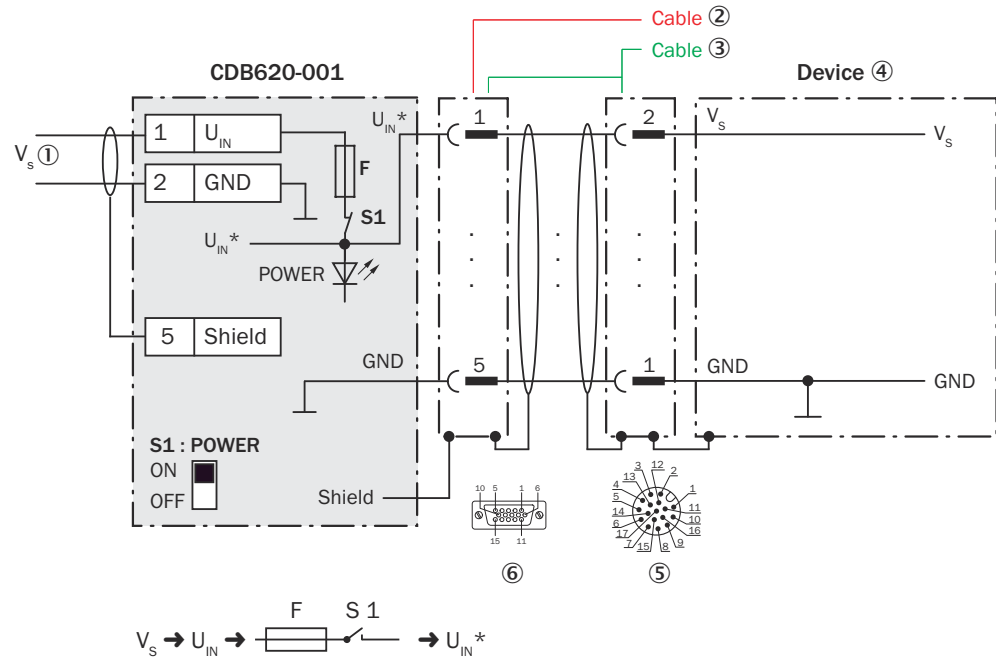 Cable ②
Cable ③
CDB620-001
Device ④
1 U_IN
2 GND
5 Shield
V_s ①
F
S1
U_IN*
POWER
U_IN*
1
2
V_s
V_s
GND
5
1
GND
GND
S1 : POWER
ON
OFF
Shield
10 5 1 6
15 11
3 12 2
13
4 1
5 11
14 10
6 16
17 9
7 15 8
⑥
⑤
F S 1
V_S ➔ U_IN ➔ ➔ U_IN*